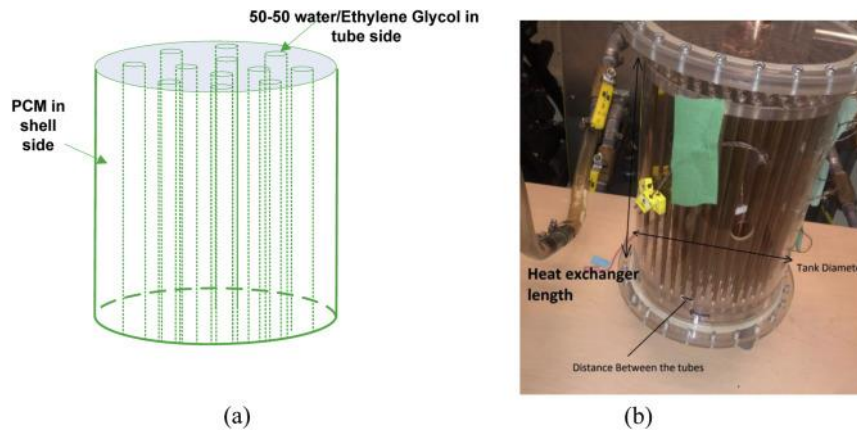 50-50 water/Ethylene Glycol in
tube side
PCM in
shell
side
Heat exchanger
length
Tank Diamete
Distance Between the tubes
(a)
(b)